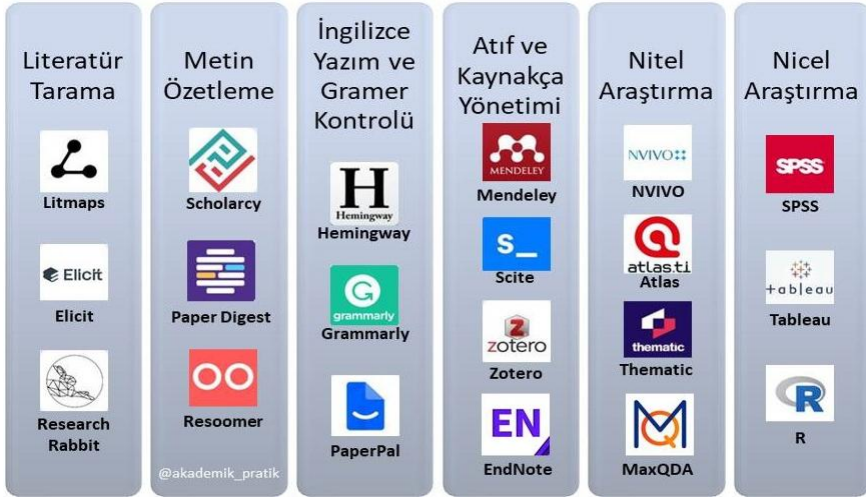 Literatür
Tarama
Litmaps
Elicit
Elicit
Research
Rabbit
Metin
Özetleme
Scholarcy
Paper Digest
Resoomer
@akademik_pratik
İngilizce
Yazım ve
Gramer
Kontrolü
H
Hemingway
Hemingway
G
grammarly
Grammarly
PaperPal
Atıf ve
Kaynakça
Yönetimi
MENDELEY
Mendeley
s_
Scite
Z
zotero
Zotero
EN
EndNote
Nitel
Araştırma
NVIVO
NVIVO
atlas.ti
Atlas
thematic
Thematic
MQ
MaxQDA
Nicel
Araştırma
SPSS
SPSS
+ableau
Tableau
R
R